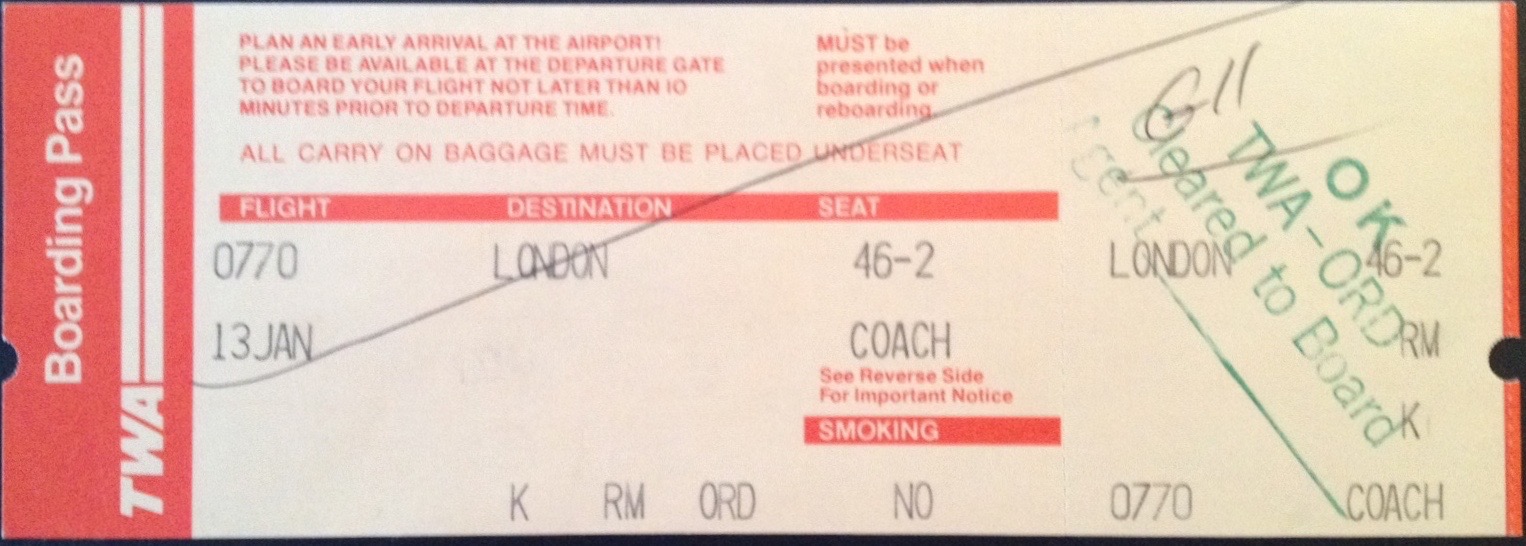 Boarding Pass
TWA
PLAN AN EARLY ARRIVAL AT THE AIRPORT!
PLEASE BE AVAILABLE AT THE DEPARTURE GATE
TO BOARD YOUR FLIGHT NOT LATER THAN 10
MINUTES PRIOR TO DEPARTURE TIME.
MUST be
presented when
boarding or
reboarding.
ALL CARRY ON BAGGAGE MUST BE PLACED UNDERSEAT
FLIGHT DESTINATION SEAT
0770 LONDON 46-2
13JAN COACH
See Reverse Side
For Important Notice
SMOKING
K RM ORD NO
G11
OK
TWA-ORD
Cleared to Board
LONDON 46-2
RM
K
0770 COACH